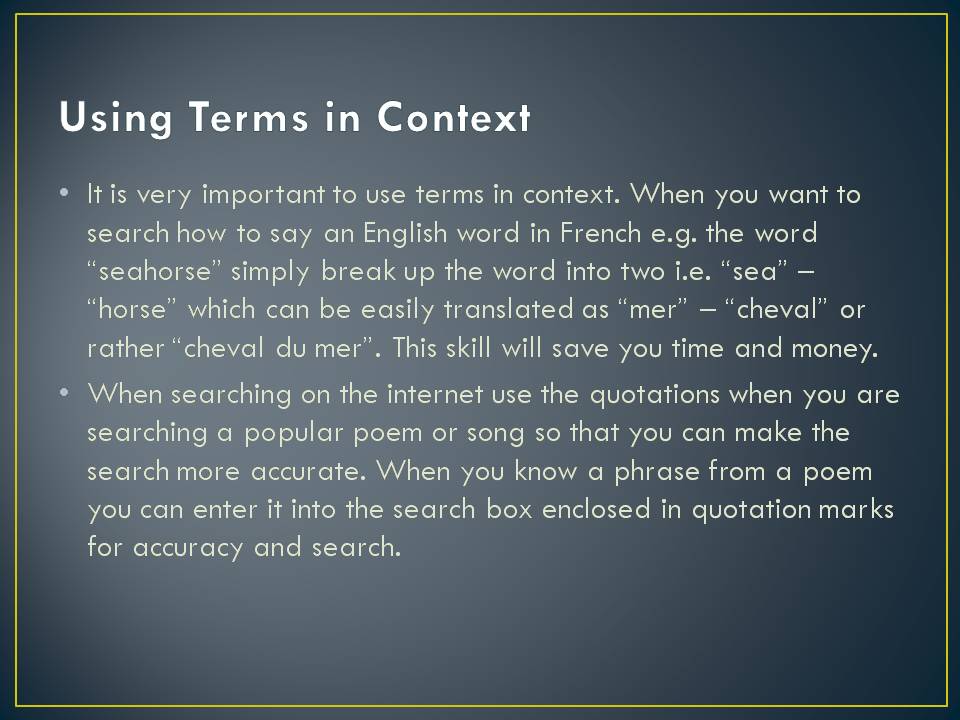 Using Terms in Context
• It is very important to use terms in context. When you want to
search how to say an English word in French e.g. the word
“seahorse” simply break up the word into two i.e. “sea” –
“horse” which can be easily translated as “mer” – “cheval” or
rather “cheval du mer”. This skill will save you time and money.
• When searching on the internet use the quotations when you are
searching a popular poem or song so that you can make the
search more accurate. When you know a phrase from a poem
you can enter it into the search box enclosed in quotation marks
for accuracy and search.